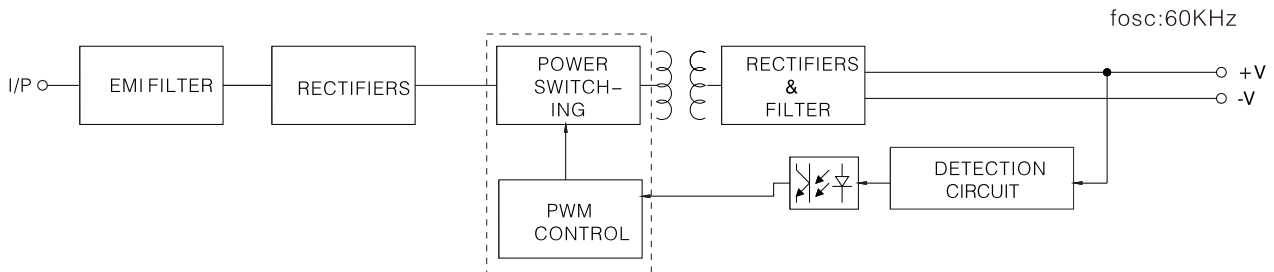 fosc:60KHz
I/P
EMI FILTER
RECTIFIERS
POWER
SWITCH-
ING
RECTIFIERS
&
FILTER
+V
-V
DETECTION
CIRCUIT
PWM
CONTROL